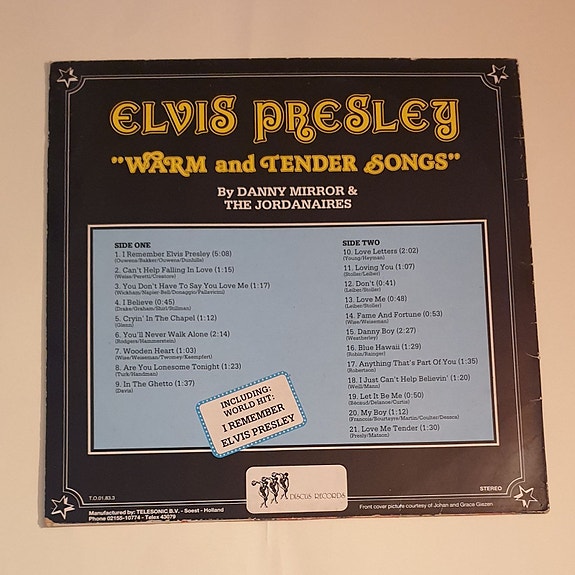 ELVIS PRESLEY
"WARM and TENDER SONGS"
By DANNY MIRROR &
THE JORDANAIRES
SIDE ONE
1. I Remember Elvis Presley (5:08)
(Ouwens/Bakker/Ouwens/Dunhills)
2. Can't Help Falling In Love (1:15)
(Weiss/Peretti/Creatore)
3. You Don't Have To Say You Love Me (1:17)
(Wickham/Napier-Bell/Donaggio/Pallavicini)
4. I Believe (0:45)
(Drake/Graham/Shirl/Stillman)
5. Cryin' In The Chapel (1:12)
(Glenn)
6. You'll Never Walk Alone (2:14)
(Rodgers/Hammerstein)
7. Wooden Heart (1:03)
(Wise/Weiseman/Twomey/Kaempfert)
8. Are You Lonesome Tonight (1:23)
(Turk/Handman)
9. In The Ghetto (1:37)
(Davis)
SIDE TWO
10. Love Letters (2:02)
(Young/Heyman)
11. Loving You (1:07)
(Stoller/Leiber)
12. Don't (0:41)
(Leiber/Stoller)
13. Love Me (0:48)
(Leiber/Stoller)
14. Fame And Fortune (0:53)
(Wise/Weiseman)
15. Danny Boy (2:27)
(Weatherley)
16. Blue Hawaii (1:29)
(Robin/Rainger)
17. Anything That's Part Of You (1:35)
(Robertson)
18. I Just Can't Help Believin' (1:20)
(Weill/Mann)
19. Let It Be Me (0:50)
(Bécaud/Delanoe/Curtis)
20. My Boy (1:12)
(Francois/Bourtayre/Martin/Coulter/Dessca)
21. Love Me Tender (1:30)
(Presly/Matson)
INCLUDING:
WORLD HIT:
I REMEMBER
ELVIS PRESLEY
DISCUS RECORDS
T.O.01.83.3
STEREO
Manufactured by: TELESONIC B.V. - Soest - Holland
Phone 02155-10774 - Telex 43079
Front cover picture courtesy of Johan and Grace Giezen